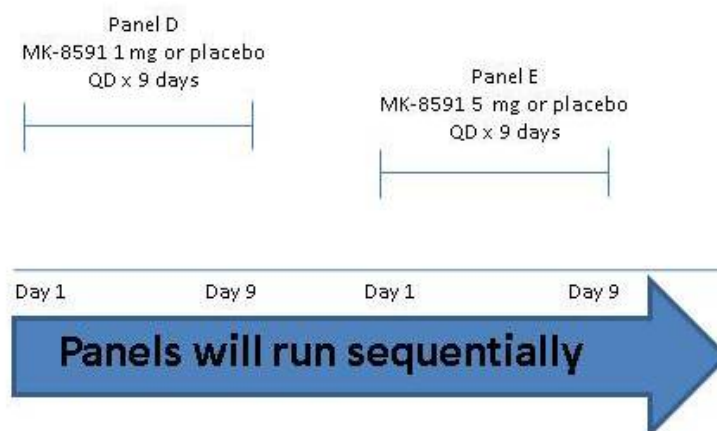 Panel D
MK-8591 1 mg or placebo
QD x 9 days
Panel E
MK-8591 5 mg or placebo
QD x 9 days
Day 1 Day 9 Day 1 Day 9
Panels will run sequentially